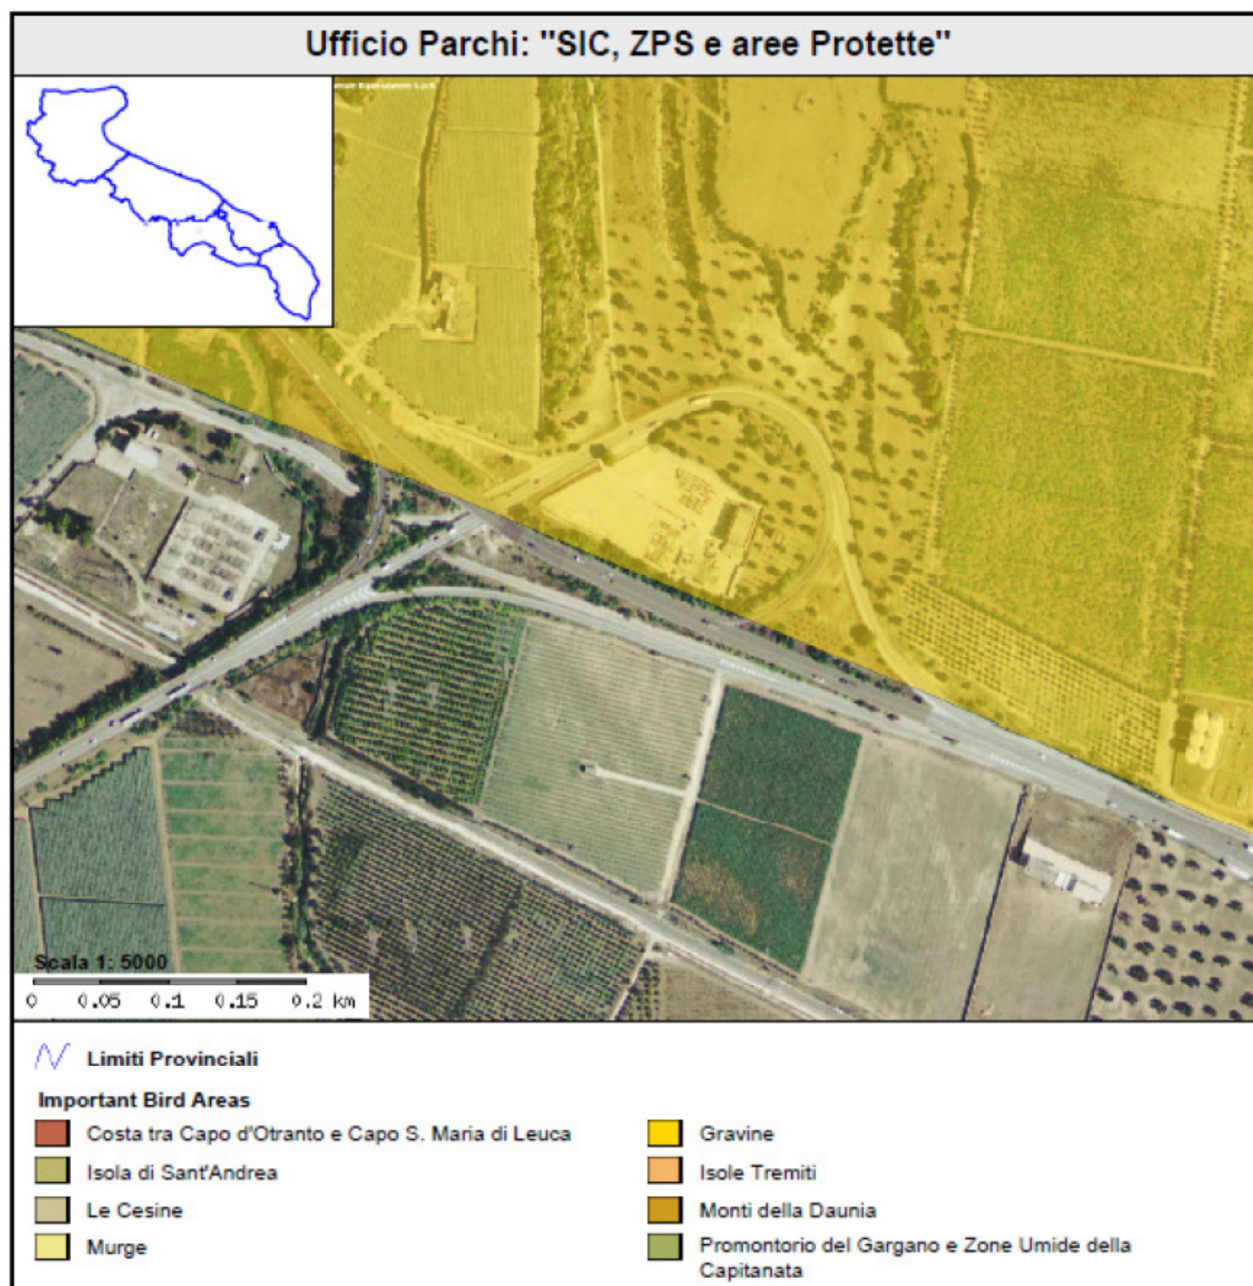 Ufficio Parchi: "SIC, ZPS e aree Protette"
Scala 1: 5000
0 0.05 0.1 0.15 0.2 km
Limiti Provinciali
Important Bird Areas
Costa tra Capo d'Otranto e Capo S. Maria di Leuca
Isola di Sant'Andrea
Le Cesine
Murge
Gravine
Isole Tremiti
Monti della Daunia
Promontorio del Gargano e Zone Umide della
Capitanata